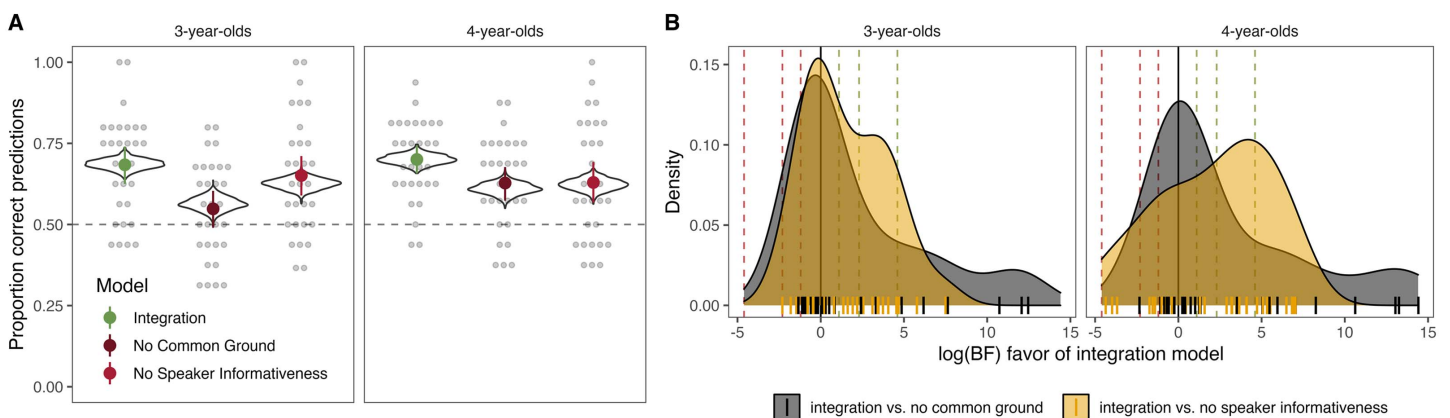 A
B
3-year-olds
4-year-olds
3-year-olds
4-year-olds
Proportion correct predictions
1.00
0.75
0.50
0.25
0.00
Model
Integration
No Common Ground
No Speaker Informativeness
Density
0.15
0.10
0.05
0.00
-5 0 5 10 15
-5 0 5 10 15
log(BF) favor of integration model
integration vs. no common ground
integration vs. no speaker informativeness